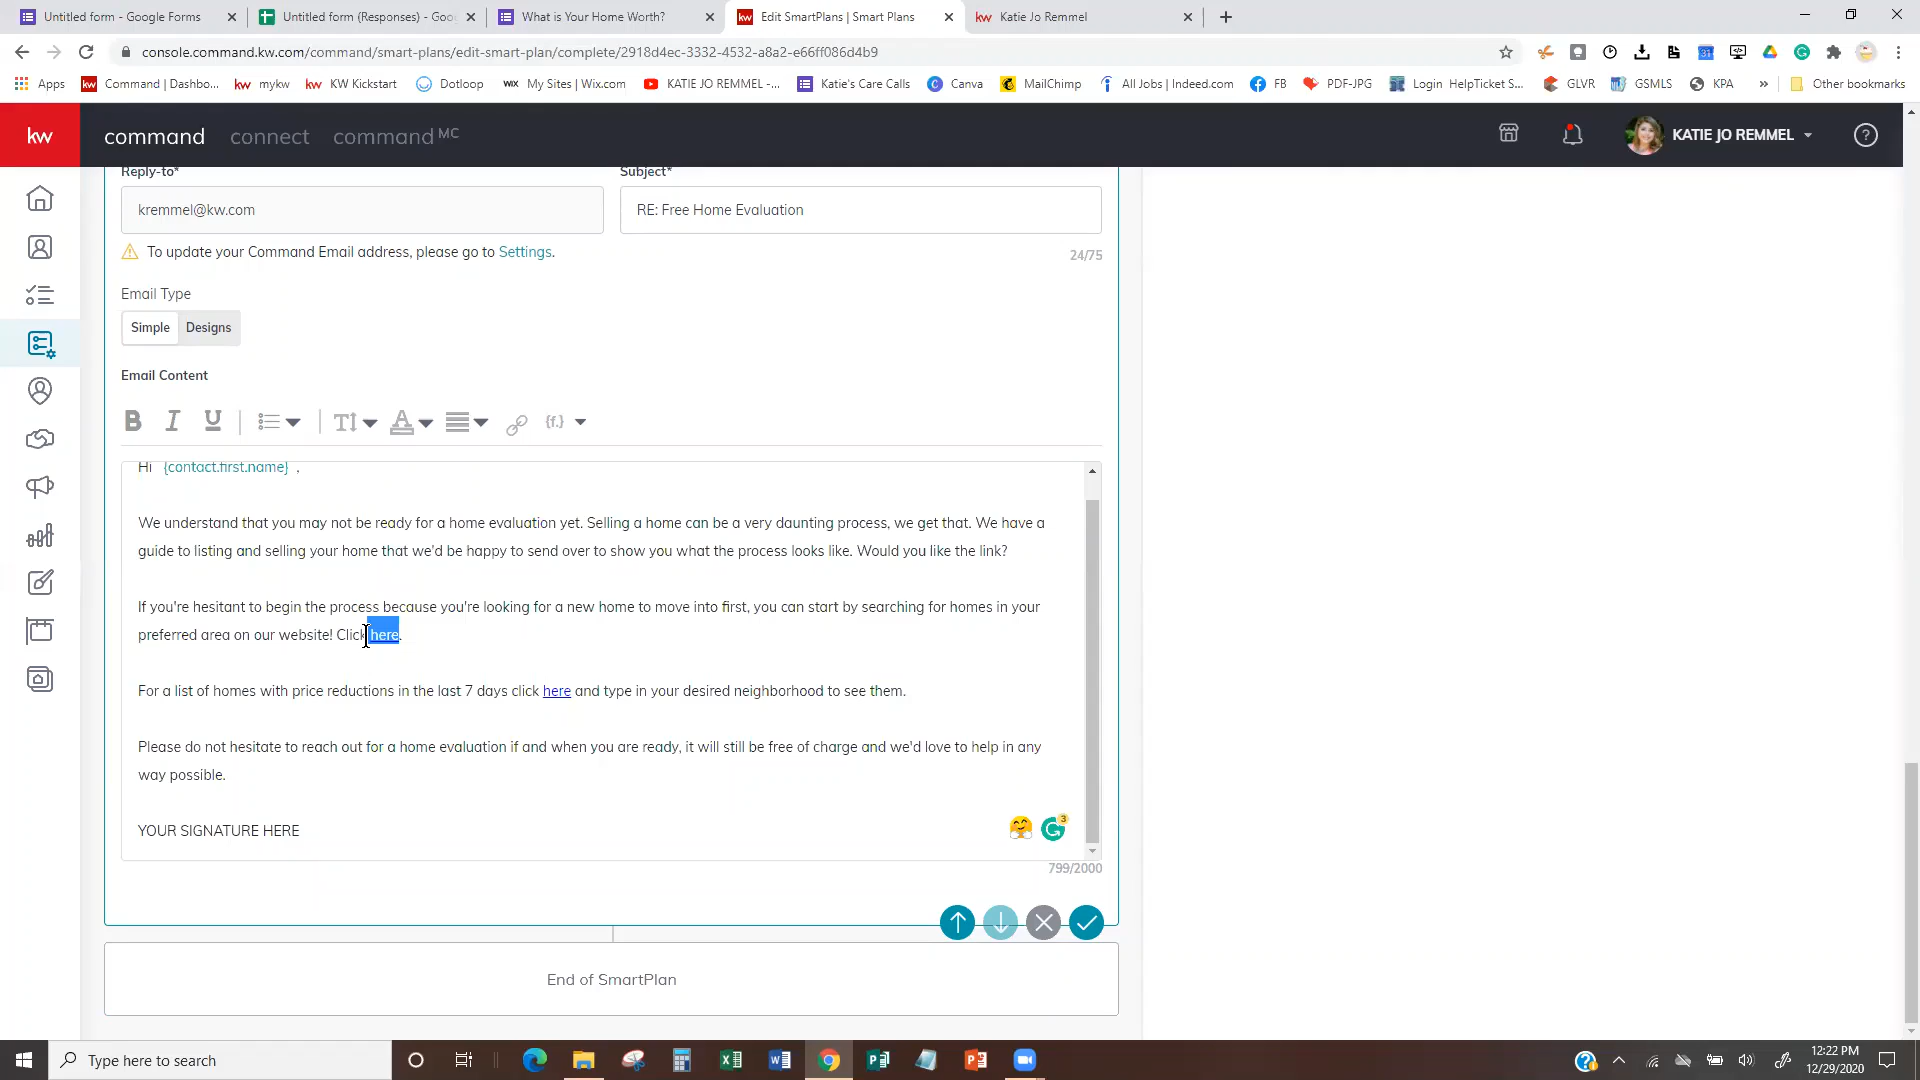 Untitled form - Google Forms
Untitled form (Responses) - Goo
What is Your Home Worth?
kw Edit SmartPlans | Smart Plans
kw Katie Jo Remmel
console.command.kw.com/command/smart-plans/edit-smart-plan/complete/2918d4ec-3332-4532-a8a2-e66ff086d4b9
Apps
kw Command | Dashbo...
kw mykw
kw KW Kickstart
Dotloop
WIX My Sites | Wix.com
KATIE JO REMMEL -...
Katie's Care Calls
Canva
MailChimp
All Jobs | Indeed.com
FB
PDF-JPG
Login HelpTicket S...
GLVR
GSMLS
KPA
»
Other bookmarks
kw
command connect command MC
KATIE JO REMMEL
Reply-to*
Subject*
kremmel@kw.com
RE: Free Home Evaluation
To update your Command Email address, please go to Settings.
24/75
Email Type
Simple Designs
Email Content
B I U
{f.}
Hi {contact.first.name} ,
We understand that you may not be ready for a home evaluation yet. Selling a home can be a very daunting process, we get that. We have a
guide to listing and selling your home that we'd be happy to send over to show you what the process looks like. Would you like the link?
If you're hesitant to begin the process because you're looking for a new home to move into first, you can start by searching for homes in your
preferred area on our website! Click here.
For a list of homes with price reductions in the last 7 days click here and type in your desired neighborhood to see them.
Please do not hesitate to reach out for a home evaluation if and when you are ready, it will still be free of charge and we'd love to help in any
way possible.
YOUR SIGNATURE HERE
3
799/2000
End of SmartPlan
Type here to search
12:22 PM
12/29/2020